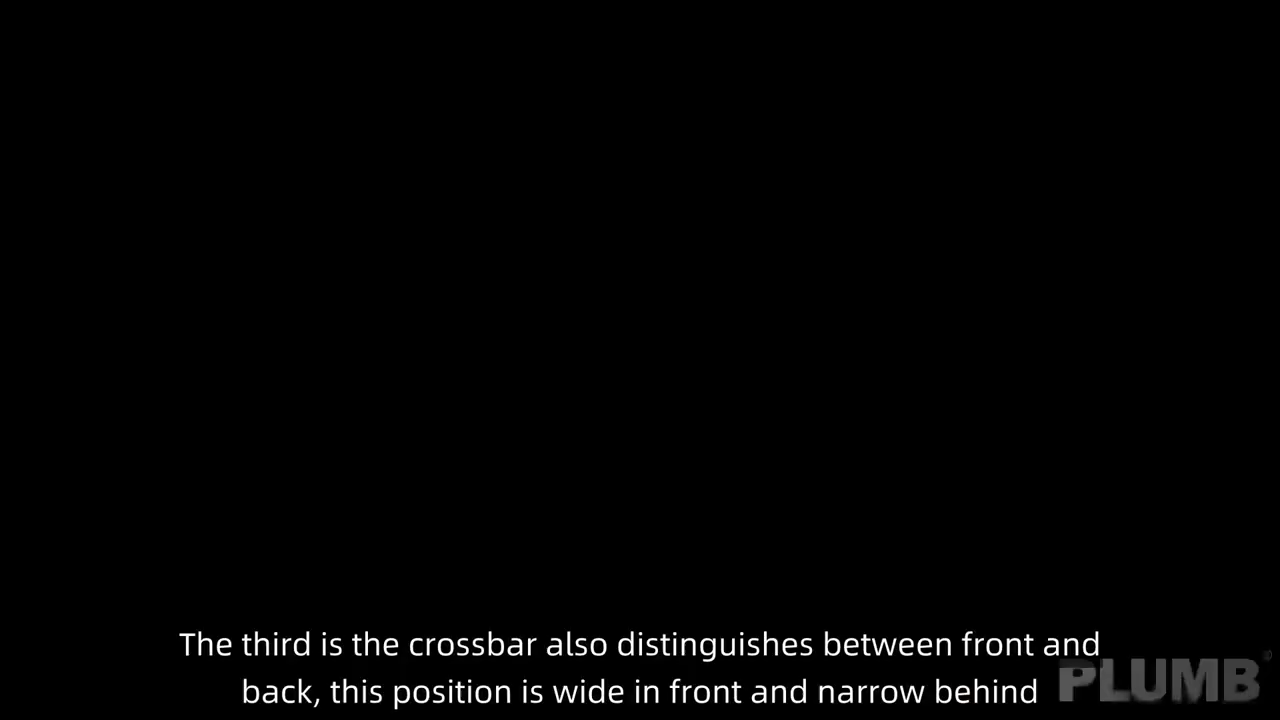 The third is the crossbar also distinguishes between front and
back, this position is wide in front and narrow behind
PLUMB®